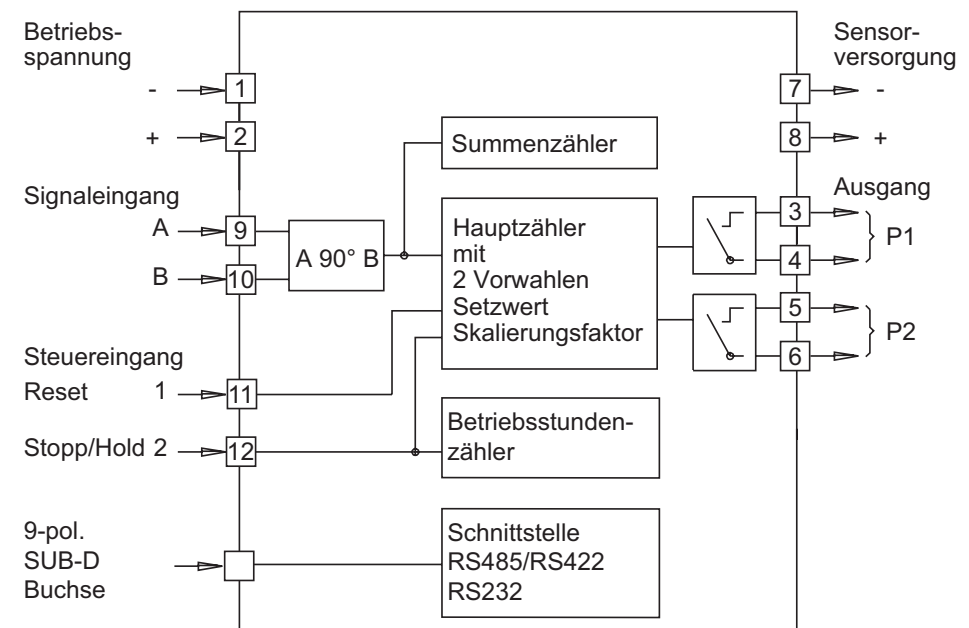 Betriebs-
spannung
- 1
+ 2
Signaleingang
A 9
B 10
A 90° B
Steuereingang
Reset 1 11
Stopp/Hold 2 12
9-pol.
SUB-D
Buchse
Summenzähler
Hauptzähler
mit
2 Vorwahlen
Setzwert
Skalierungsfaktor
Betriebsstunden-
zähler
Schnittstelle
RS485/RS422
RS232
Sensor-
versorgung
7 -
8 +
Ausgang
3
4
P1
5
6
P2